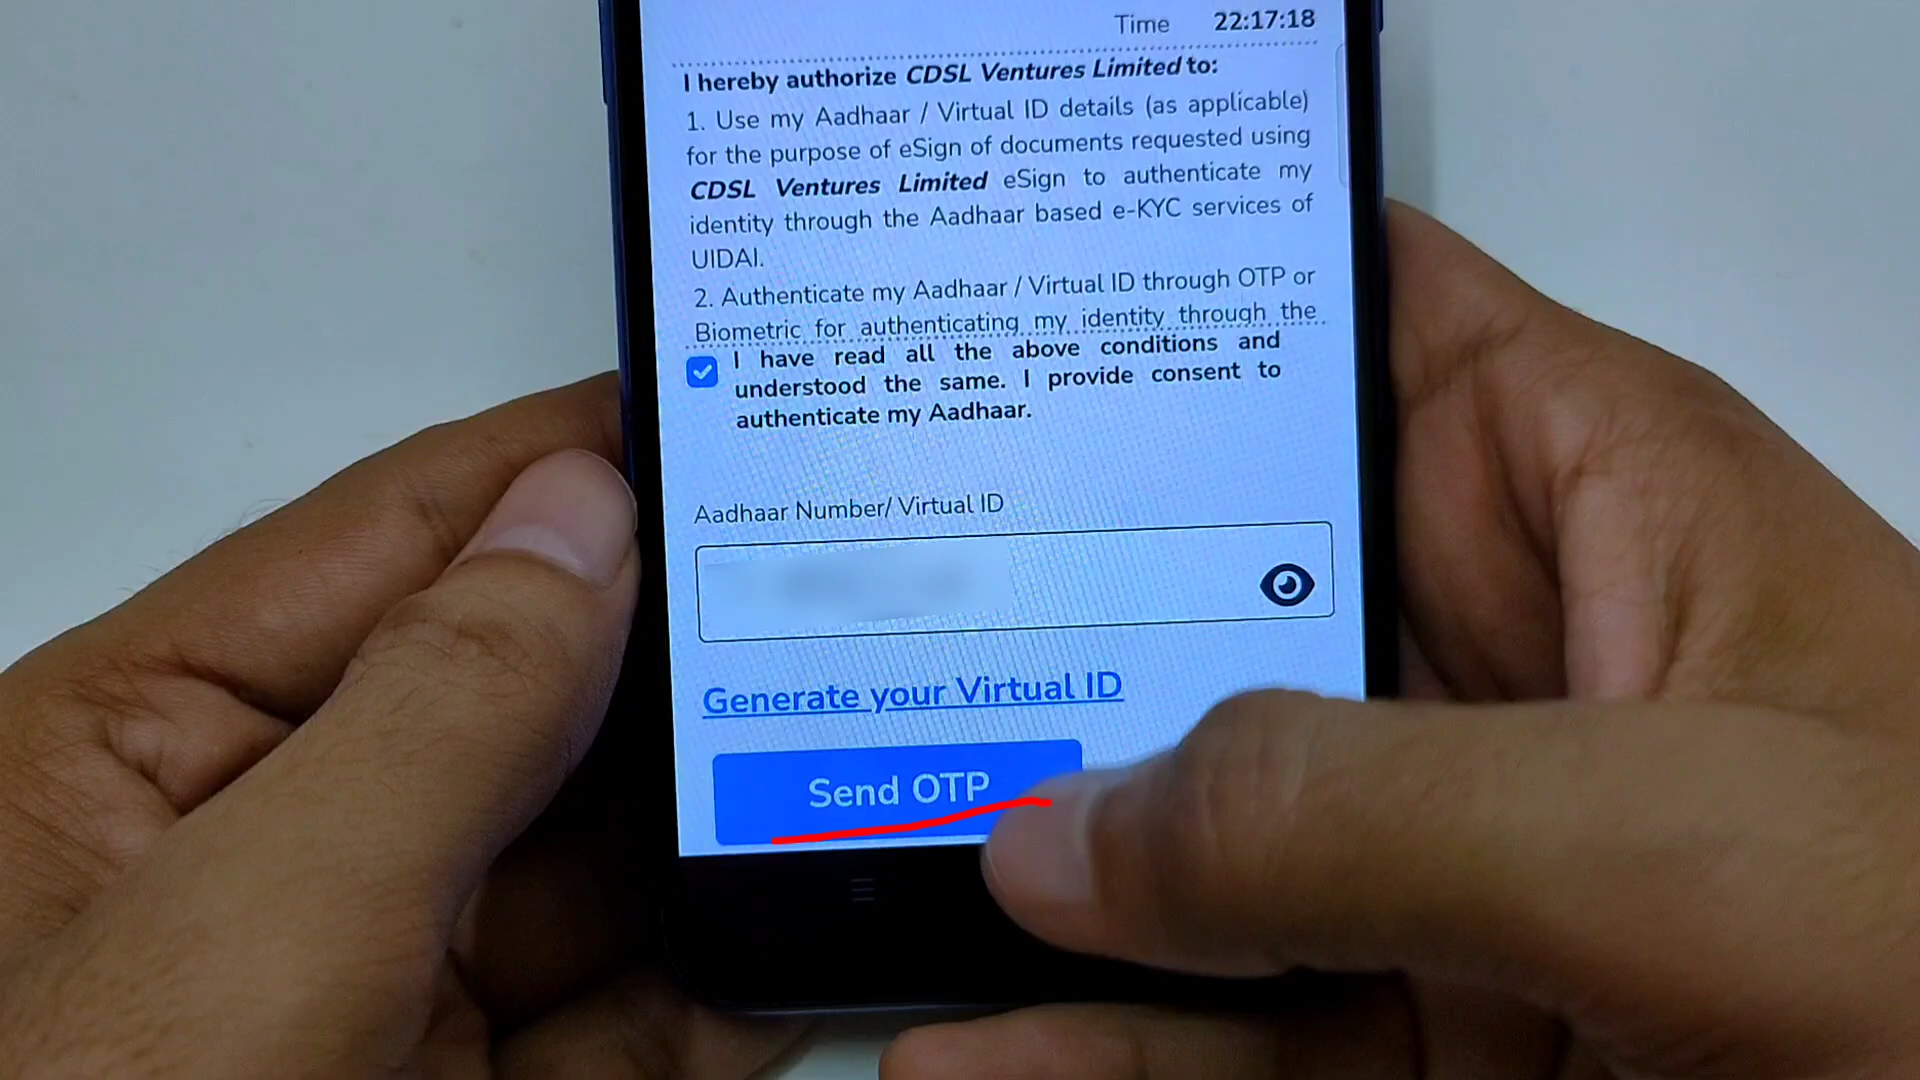 Time 22:17:18
I hereby authorize CDSL Ventures Limited to:
1. Use my Aadhaar / Virtual ID details (as applicable)
for the purpose of eSign of documents requested using
CDSL Ventures Limited eSign to authenticate my
identity through the Aadhaar based e-KYC services of
UIDAI.
2. Authenticate my Aadhaar / Virtual ID through OTP or
Biometric for authenticating my identity through the
I have read all the above conditions and
understood the same. I provide consent to
authenticate my Aadhaar.
Aadhaar Number/ Virtual ID
Generate your Virtual ID
Send OTP